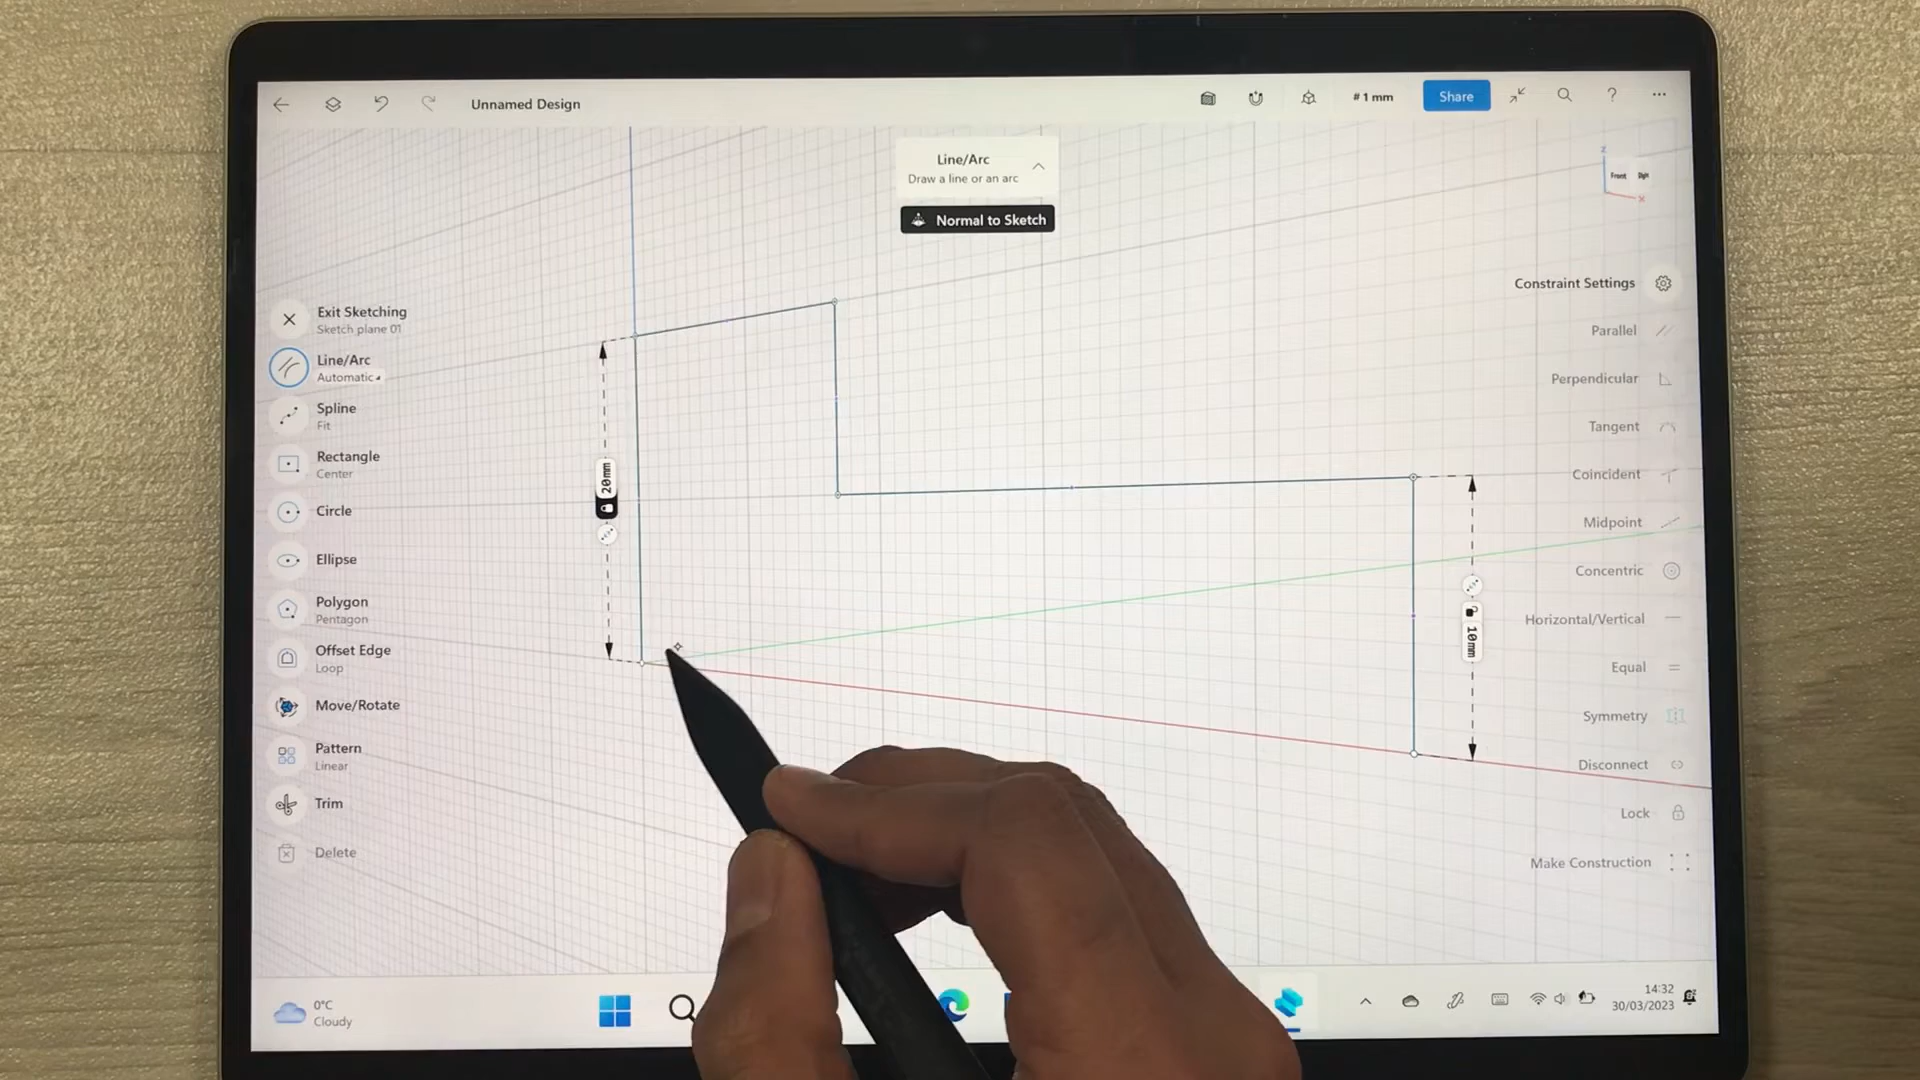 Unnamed Design
# 1 mm
Share
Line/Arc
Draw a line or an arc
Normal to Sketch
Z
Front
X
Exit Sketching
Sketch plane 01
Line/Arc
Automatic
Spline
Fit
Rectangle
Center
Circle
Ellipse
Polygon
Pentagon
Offset Edge
Loop
Move/Rotate
Pattern
Linear
Trim
Delete
20mm
10mm
Constraint Settings
Parallel
Perpendicular
Tangent
Coincident
Midpoint
Concentric
Horizontal/Vertical
Equal
Symmetry
Disconnect
Lock
Make Construction
0°C
Cloudy
14:32
30/03/2023